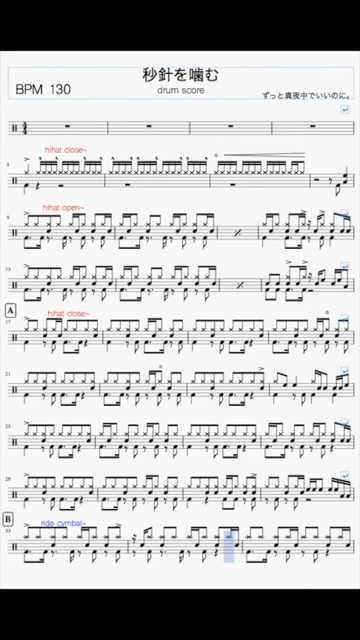 秒針を噛む
BPM 130
drum score
ずっと真夜中でいいのに。
hihat close~
5
hihat open~
9
13
A
hihat close~
17
21
25
29
B
ride cymbal~
33